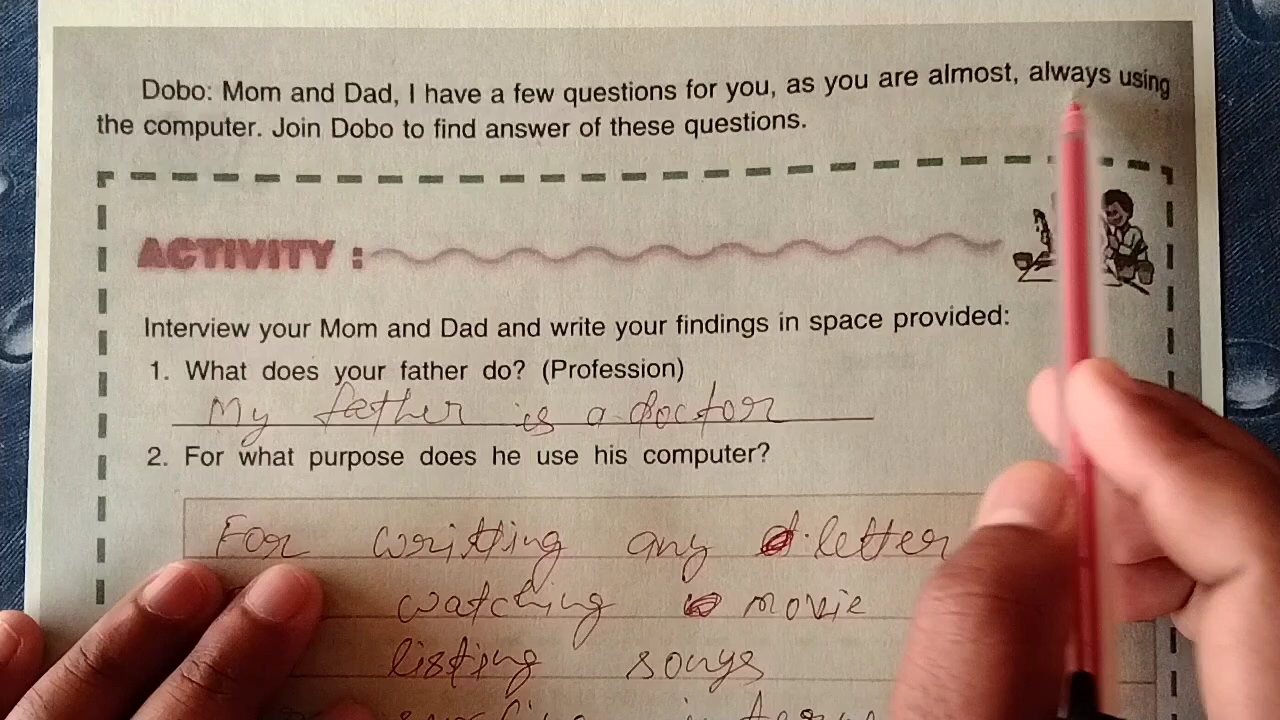 Dobo: Mom and Dad, I have a few questions for you, as you are almost, always using
the computer. Join Dobo to find answer of these questions.
ACTIVITY :
Interview your Mom and Dad and write your findings in space provided:
1. What does your father do? (Profession)
My father is a doctor
2. For what purpose does he use his computer?
For writting any letter
watching movie
listing songs